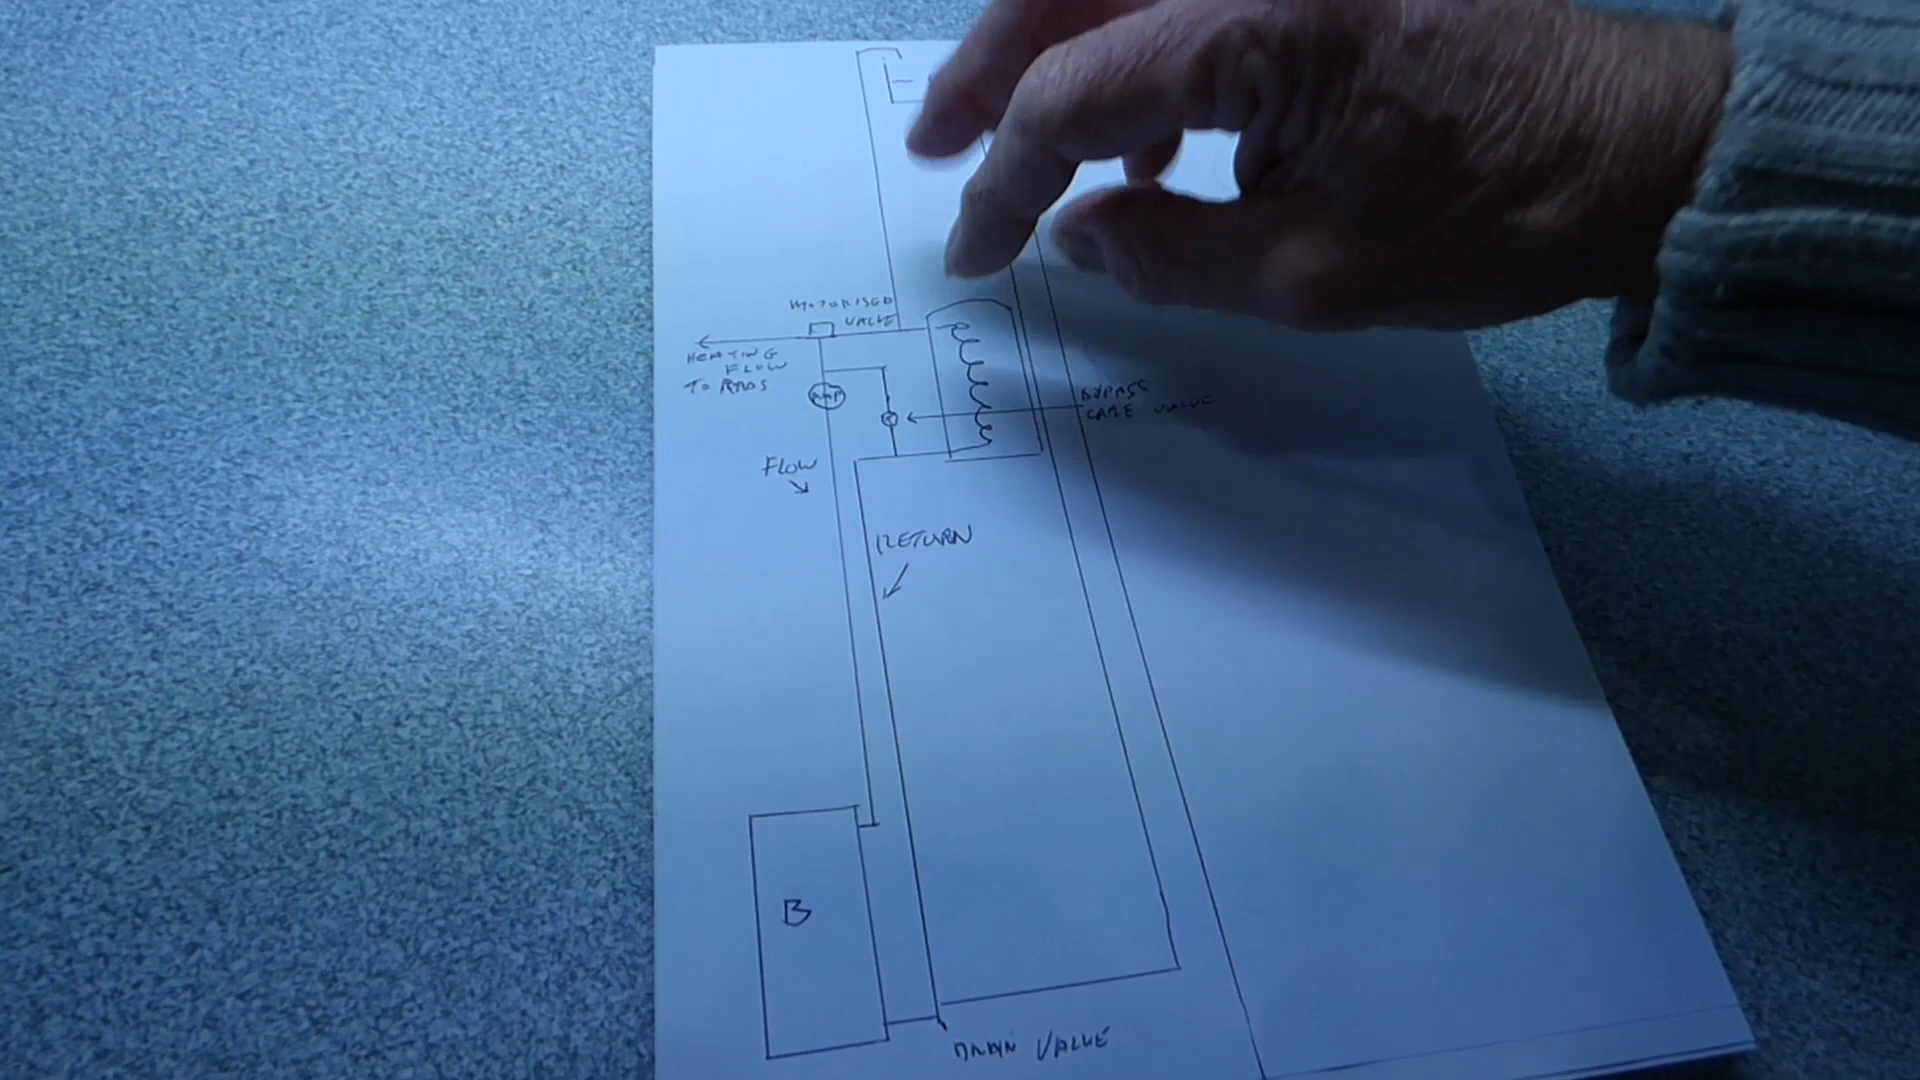 MOTORISED
VALVE
HEATING
FLOW
TO RADS
PUMP
BYPASS
GATE VALVE
FLOW
RETURN
B
DRAIN VALVE